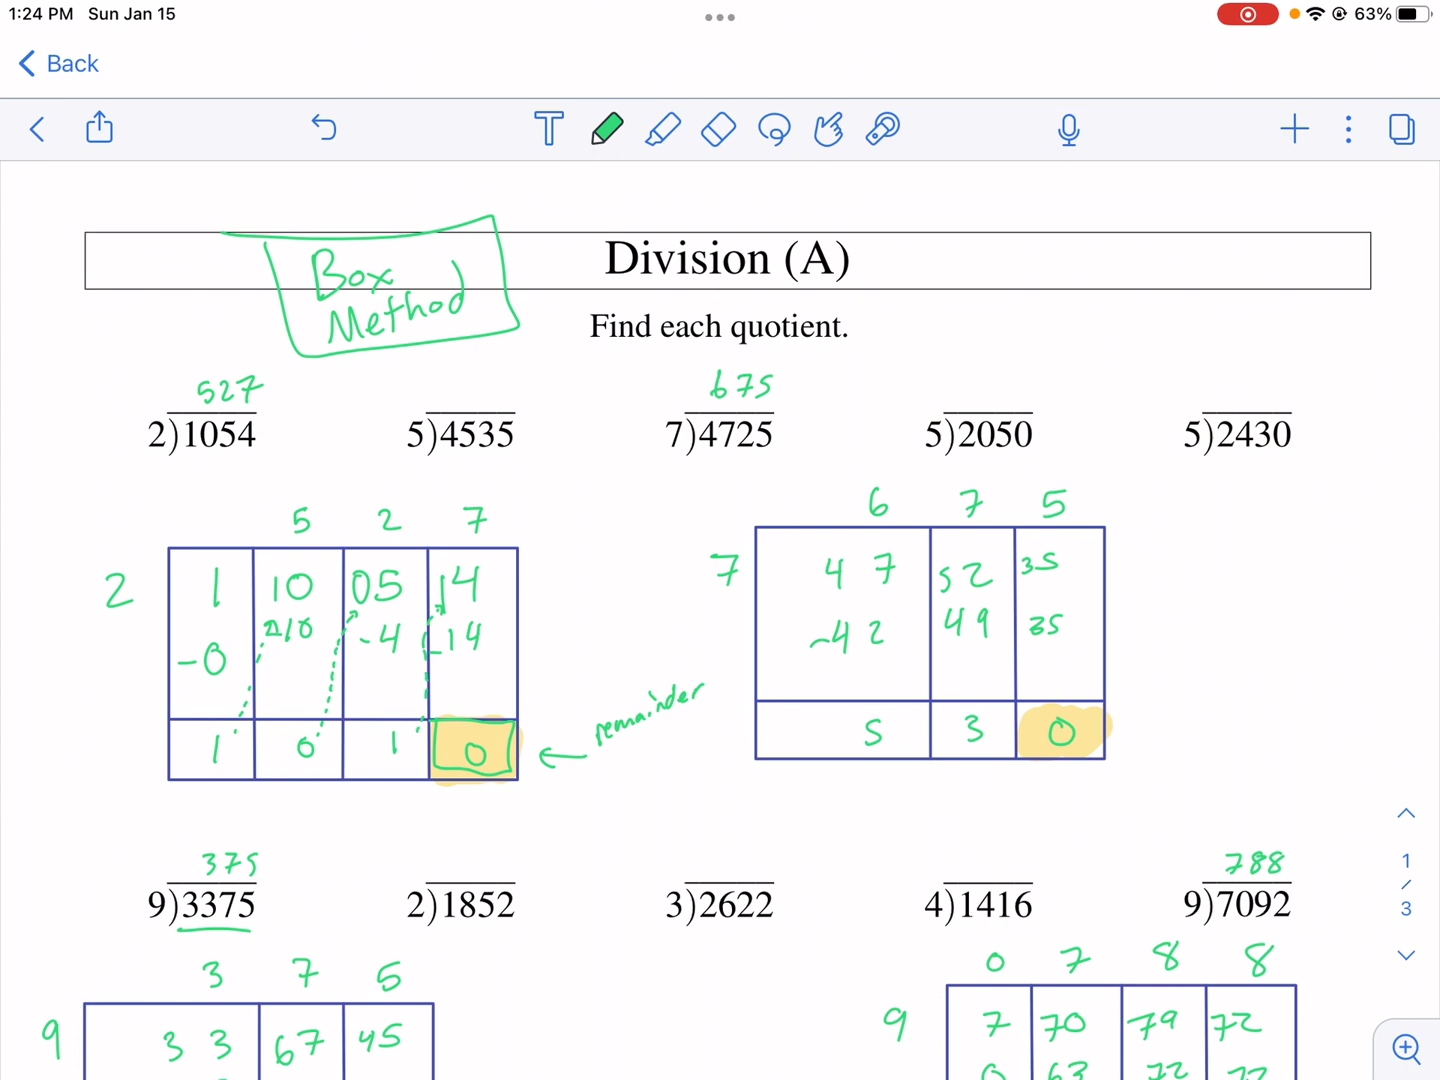 1:24 PM Sun Jan 15 63%
Back
Division (A)
Box
Method
Find each quotient.
527 675
2)1054 5)4535 7)4725 5)2050 5)2430
5 2 7
2 1 10 05 14
-0 -10 -4 -14
1 0 1 0
remainder
6 7 5
7 4 7 52 35
-4 2 49 35
5 3 0
375 788
9)3375 2)1852 3)2622 4)1416 9)7092
3 7 5
9 3 3 67 45
0 7 8 8
9 7 70 79 72
0 63 72 72
1
/
3